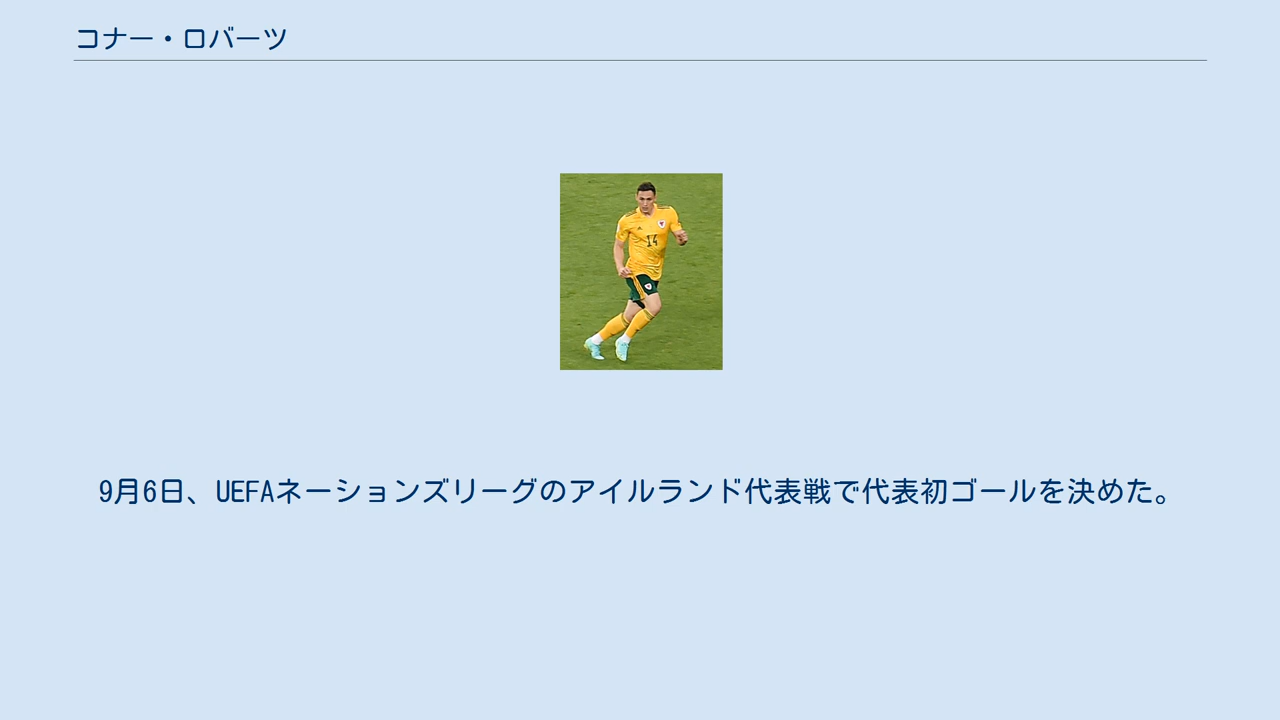 コナー・ロバーツ
14
9月6日、UEFAネーションズリーグのアイルランド代表戦で代表初ゴールを決めた。